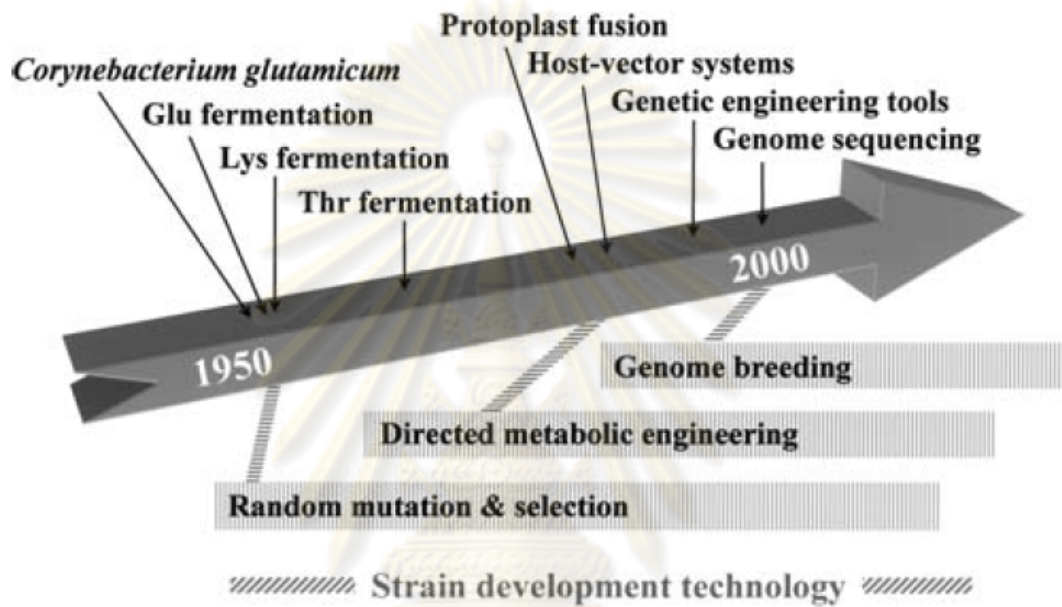 Protoplast fusion
Corynebacterium glutamicum
Host-vector systems
Glu fermentation
Genetic engineering tools
Lys fermentation
Genome sequencing
Thr fermentation
2000
1950
Genome breeding
Directed metabolic engineering
Random mutation & selection
Strain development technology